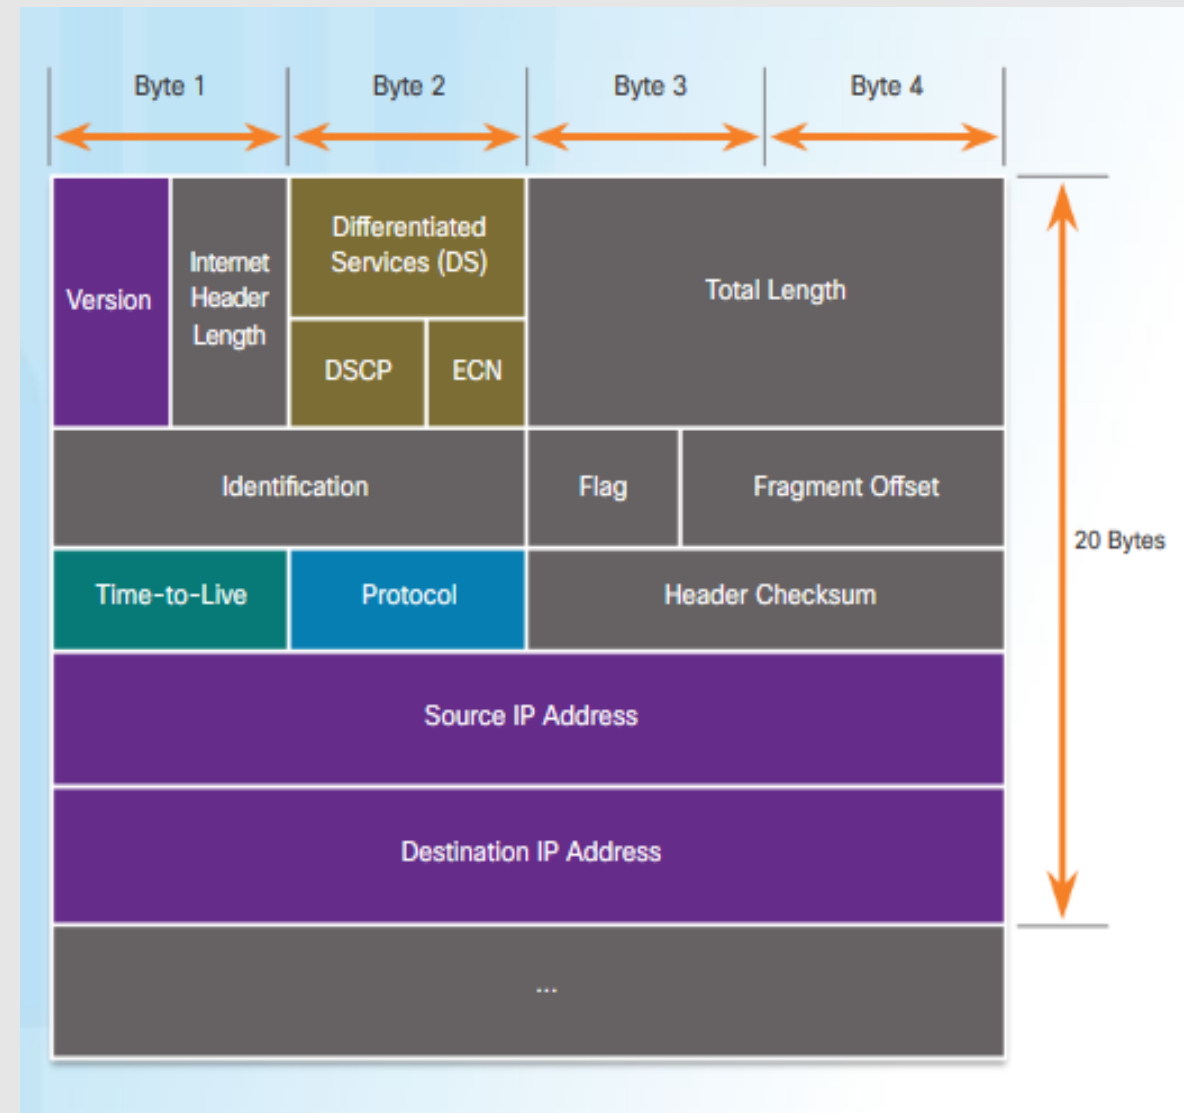 Byte 1
Byte 2
Byte 3
Byte 4
Version
Internet
Header
Length
Differentiated
Services (DS)
DSCP
ECN
Total Length
Identification
Flag
Fragment Offset
20 Bytes
Time-to-Live
Protocol
Header Checksum
Source IP Address
Destination IP Address
...